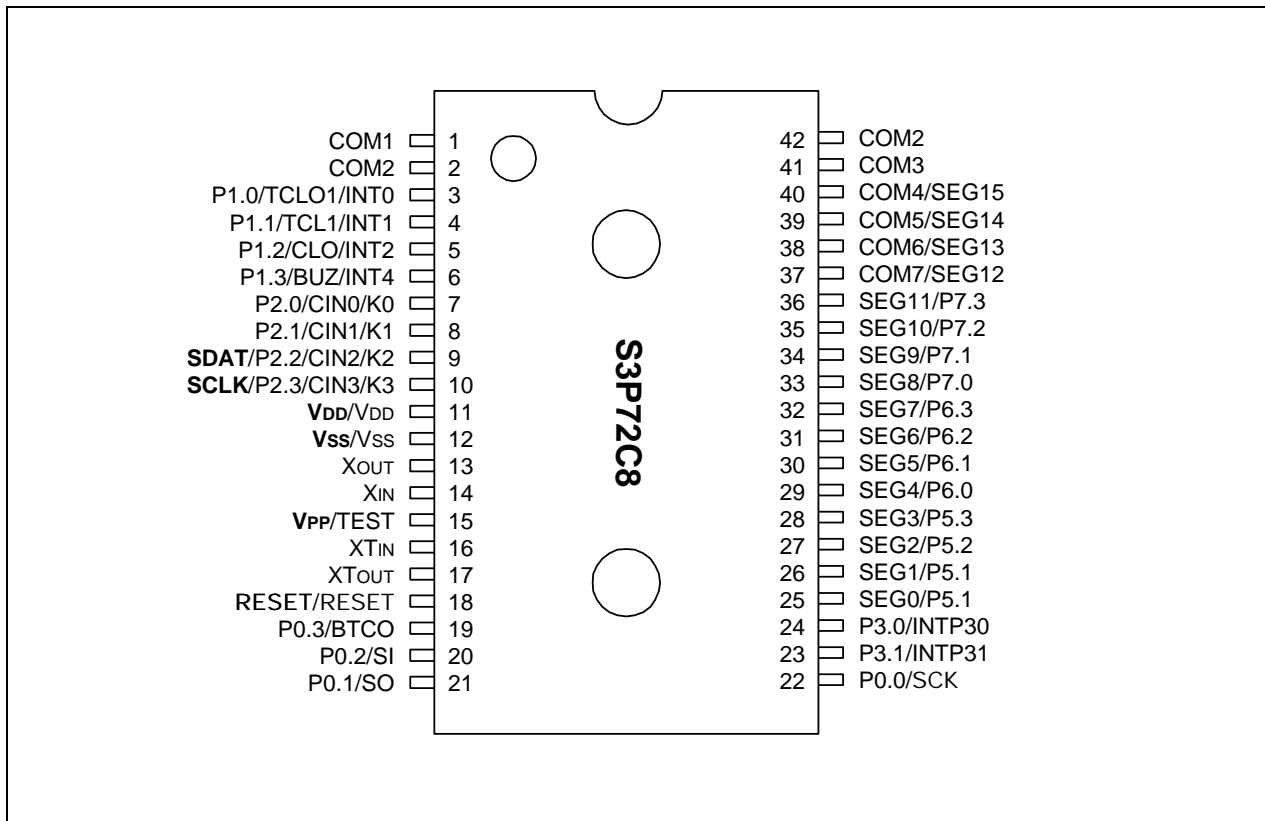 COM1 1
COM2 2
P1.0/TCLO1/INT0 3
P1.1/TCL1/INT1 4
P1.2/CLO/INT2 5
P1.3/BUZ/INT4 6
P2.0/CIN0/K0 7
P2.1/CIN1/K1 8
SDAT/P2.2/CIN2/K2 9
SCLK/P2.3/CIN3/K3 10
VDD/VDD 11
VSS/VSS 12
XOUT 13
XIN 14
VPP/TEST 15
XTIN 16
XTOUT 17
RESET/RESET 18
P0.3/BTCO 19
P0.2/SI 20
P0.1/SO 21
S3P72C8
42 COM2
41 COM3
40 COM4/SEG15
39 COM5/SEG14
38 COM6/SEG13
37 COM7/SEG12
36 SEG11/P7.3
35 SEG10/P7.2
34 SEG9/P7.1
33 SEG8/P7.0
32 SEG7/P6.3
31 SEG6/P6.2
30 SEG5/P6.1
29 SEG4/P6.0
28 SEG3/P5.3
27 SEG2/P5.2
26 SEG1/P5.1
25 SEG0/P5.1
24 P3.0/INTP30
23 P3.1/INTP31
22 P0.0/SCK